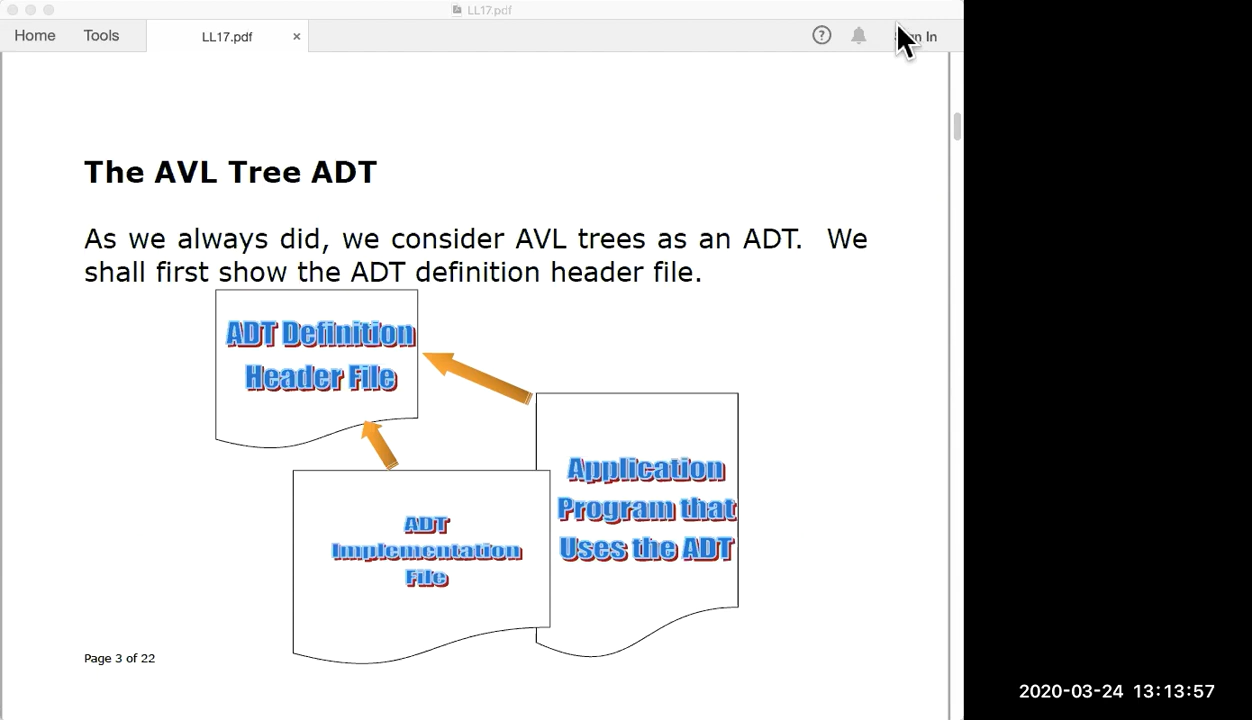 LL17.pdf
Home Tools LL17.pdf × ? In
The AVL Tree ADT
As we always did, we consider AVL trees as an ADT. We
shall first show the ADT definition header file.
ADT Definition
Header File
Application
Program that
Uses the ADT
ADT
Implementation
File
Page 3 of 22
2020-03-24 13:13:57